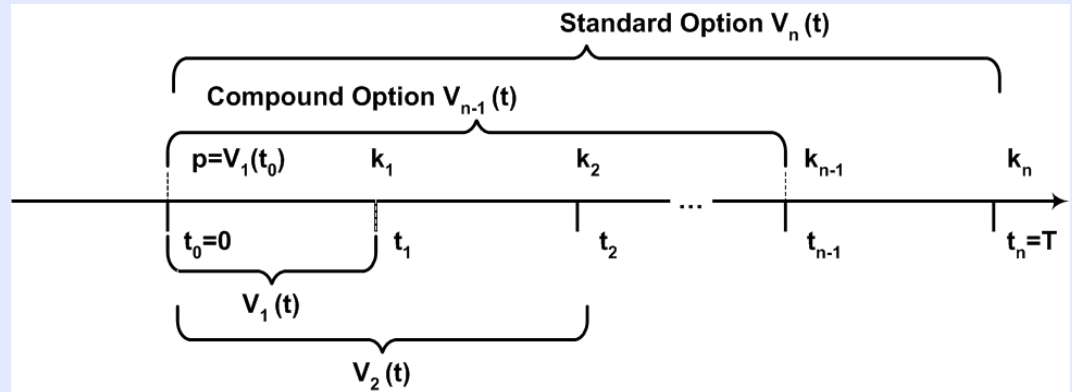 Standard Option Vn (t)
Compound Option Vn-1 (t)
p=V1(t0) k1 k2 kn-1 kn
...
t0=0 t1 t2 tn-1 tn=T
V1 (t)
V2 (t)